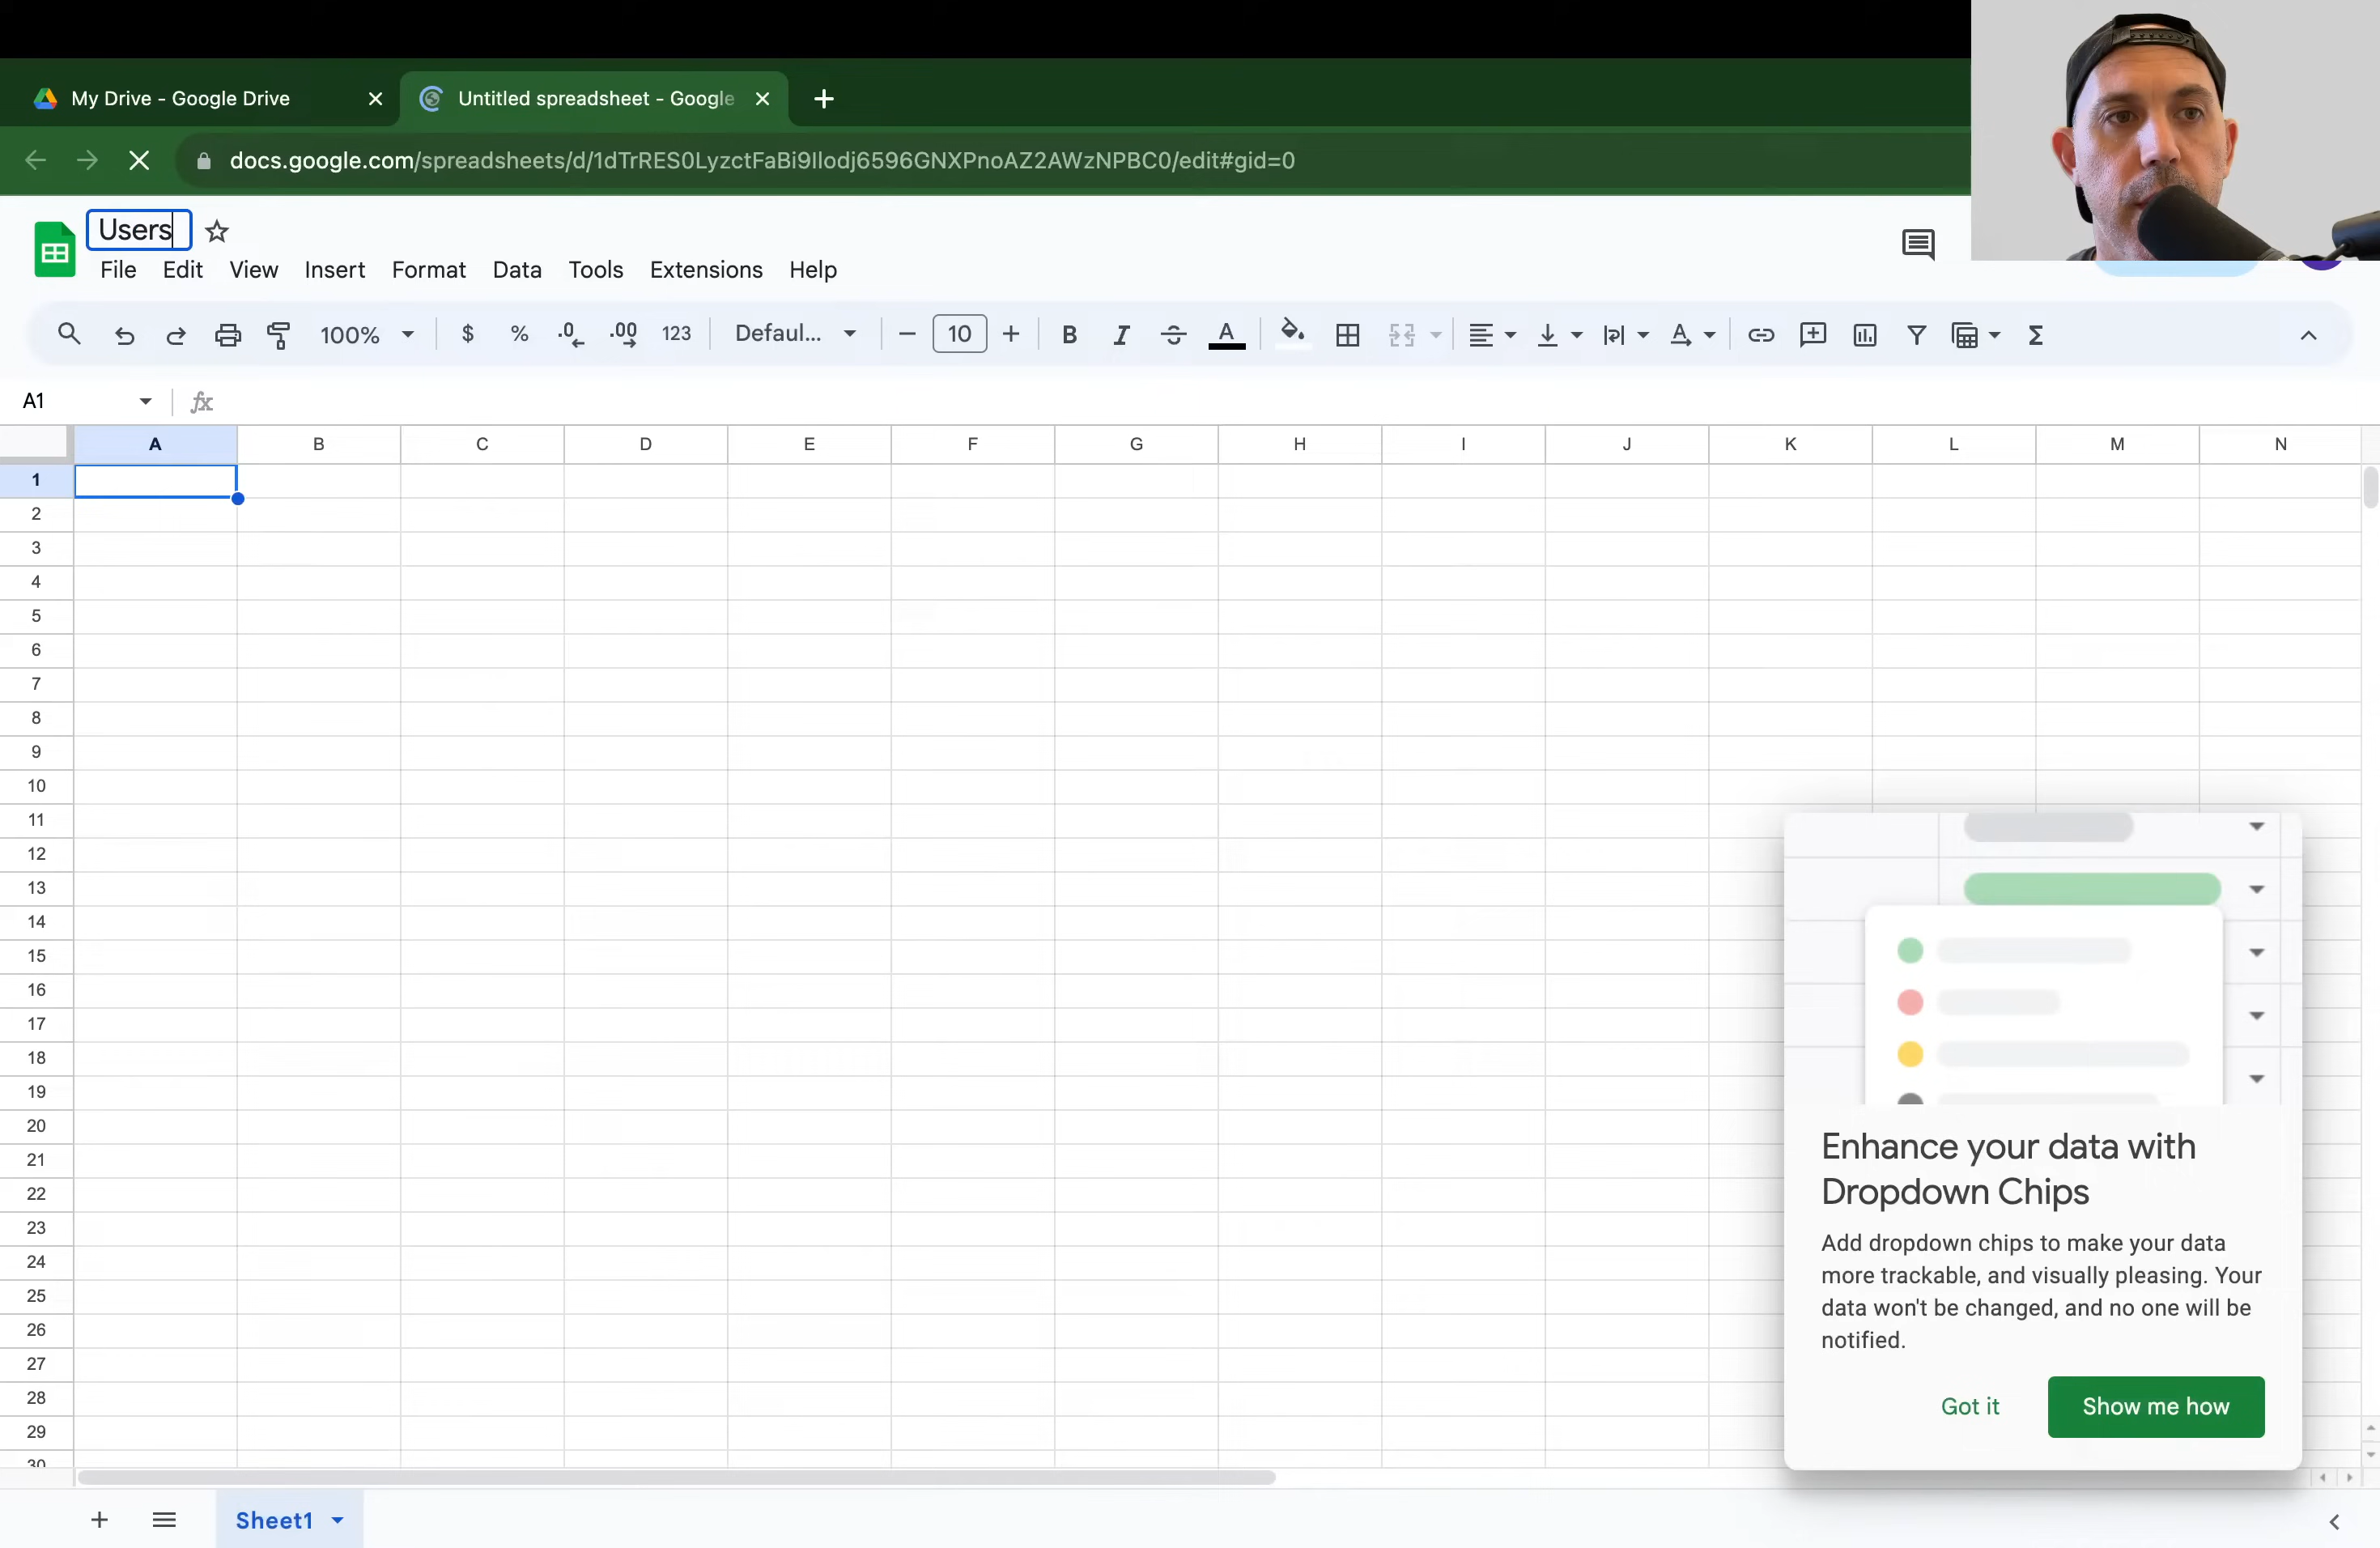 My Drive - Google Drive
Untitled spreadsheet - Google
docs.google.com/spreadsheets/d/1dTrRES0LyzctFaBi9Ilodj6596GNXPnoAZ2AWzNPBC0/edit#gid=0
Users
File Edit View Insert Format Data Tools Extensions Help
100% $ % .0 .00 123 Defaul... 10 B I A A Σ
A1 fx
A B C D E F G H I J K L M N
1
2
3
4
5
6
7
8
9
10
11
12
13
14
15
16
17
18
19
20
21
22
23
24
25
26
27
28
29
30
Enhance your data with
Dropdown Chips
Add dropdown chips to make your data
more trackable, and visually pleasing. Your
data won't be changed, and no one will be
notified.
Got it Show me how
Sheet1